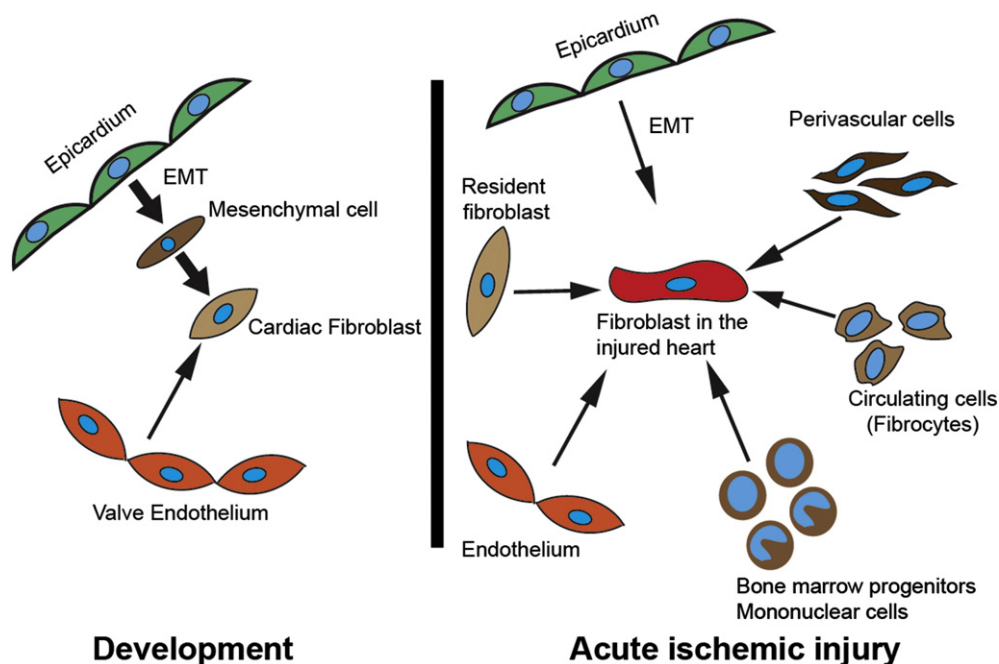 Epicardium
EMT
Mesenchymal cell
Cardiac Fibroblast
Valve Endothelium
Development
Epicardium
EMT
Perivascular cells
Resident
fibroblast
Fibroblast in the
injured heart
Circulating cells
(Fibrocytes)
Endothelium
Bone marrow progenitors
Mononuclear cells
Acute ischemic injury